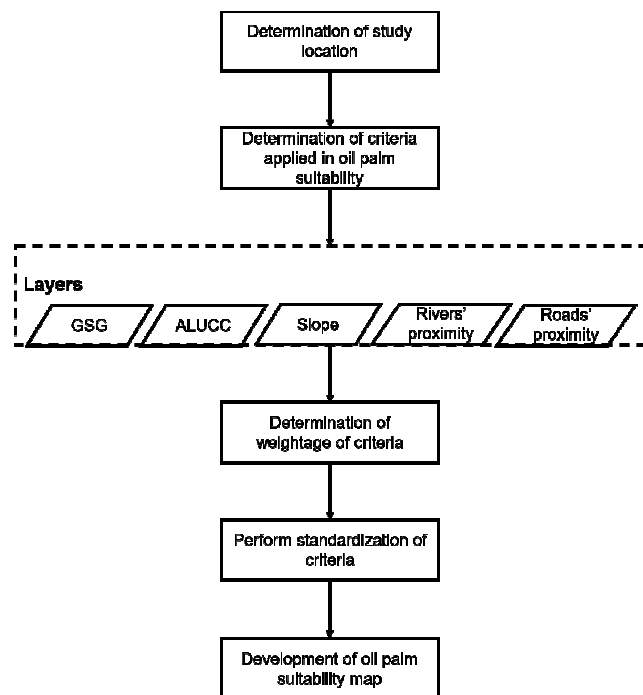 Determination of study
location
Determination of criteria
applied in oil palm
suitability
Layers
GSG
ALUCC
Slope
Rivers'
proximity
Roads'
proximity
Determination of
weightage of criteria
Perform standardization of
criteria
Development of oil palm
suitability map